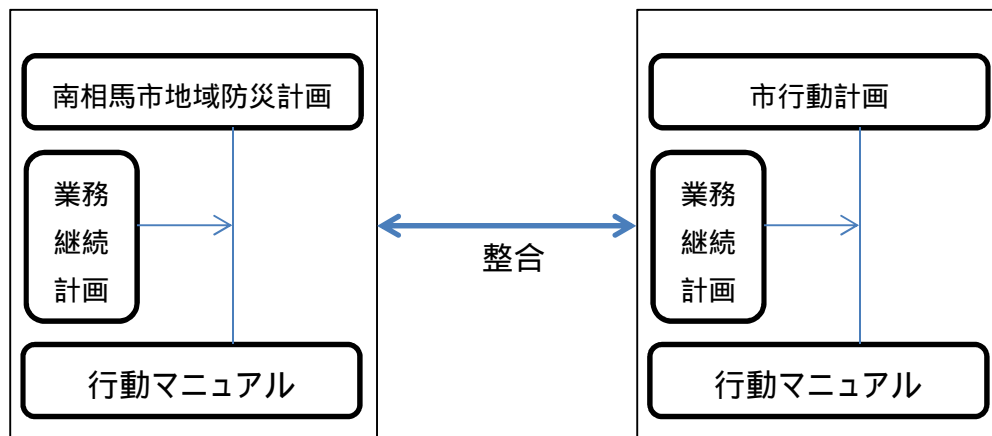 南相馬市地域防災計画
業務
継続
計画
行動マニュアル
整合
市行動計画
業務
継続
計画
行動マニュアル